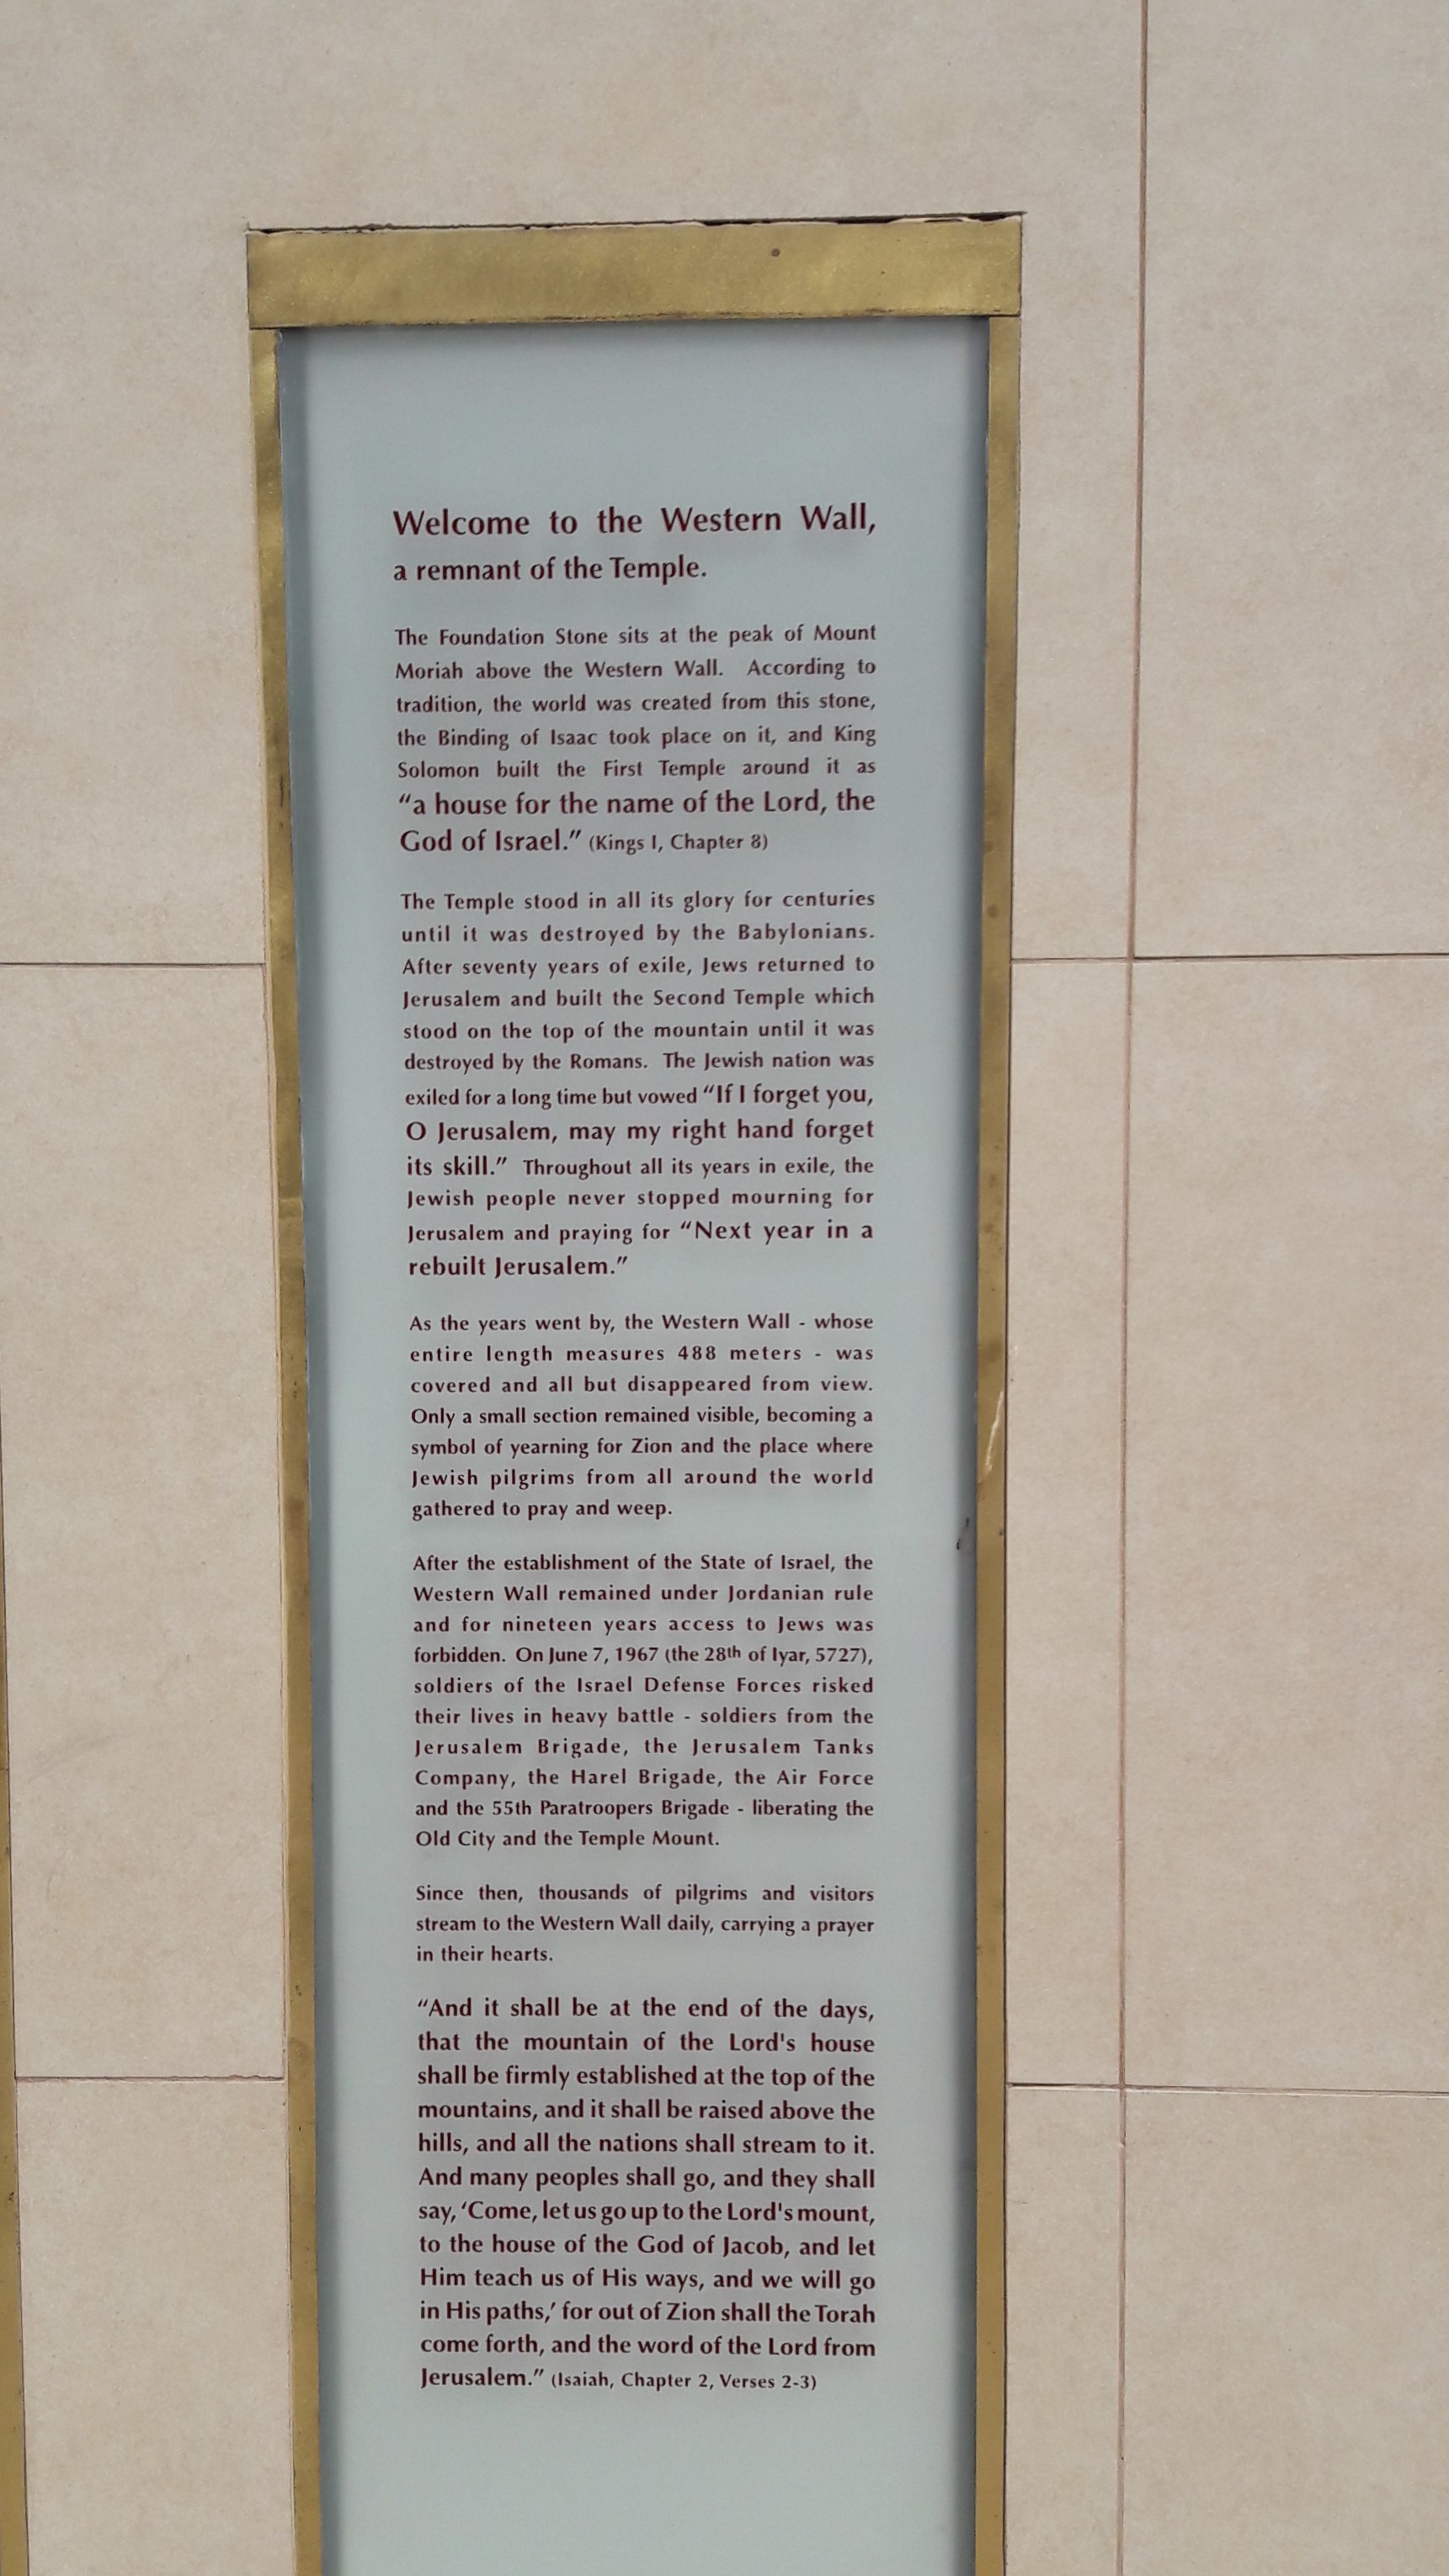 Welcome to the Western Wall,
a remnant of the Temple.
The Foundation Stone sits at the peak of Mount
Moriah above the Western Wall. According to
tradition, the world was created from this stone,
the Binding of Isaac took place on it, and King
Solomon built the First Temple around it as
“a house for the name of the Lord, the
God of Israel.” (Kings I, Chapter 8)
The Temple stood in all its glory for centuries
until it was destroyed by the Babylonians.
After seventy years of exile, Jews returned to
Jerusalem and built the Second Temple which
stood on the top of the mountain until it was
destroyed by the Romans. The Jewish nation was
exiled for a long time but vowed “If I forget you,
O Jerusalem, may my right hand forget
its skill.” Throughout all its years in exile, the
Jewish people never stopped mourning for
Jerusalem and praying for “Next year in a
rebuilt Jerusalem.”
As the years went by, the Western Wall - whose
entire length measures 488 meters - was
covered and all but disappeared from view.
Only a small section remained visible, becoming a
symbol of yearning for Zion and the place where
Jewish pilgrims from all around the world
gathered to pray and weep.
After the establishment of the State of Israel, the
Western Wall remained under Jordanian rule
and for nineteen years access to Jews was
forbidden. On June 7, 1967 (the 28th of Iyar, 5727),
soldiers of the Israel Defense Forces risked
their lives in heavy battle - soldiers from the
Jerusalem Brigade, the Jerusalem Tanks
Company, the Harel Brigade, the Air Force
and the 55th Paratroopers Brigade - liberating the
Old City and the Temple Mount.
Since then, thousands of pilgrims and visitors
stream to the Western Wall daily, carrying a prayer
in their hearts.
“And it shall be at the end of the days,
that the mountain of the Lord's house
shall be firmly established at the top of the
mountains, and it shall be raised above the
hills, and all the nations shall stream to it.
And many peoples shall go, and they shall
say, ‘Come, let us go up to the Lord's mount,
to the house of the God of Jacob, and let
Him teach us of His ways, and we will go
in His paths,’ for out of Zion shall the Torah
come forth, and the word of the Lord from
Jerusalem.” (Isaiah, Chapter 2, Verses 2-3)